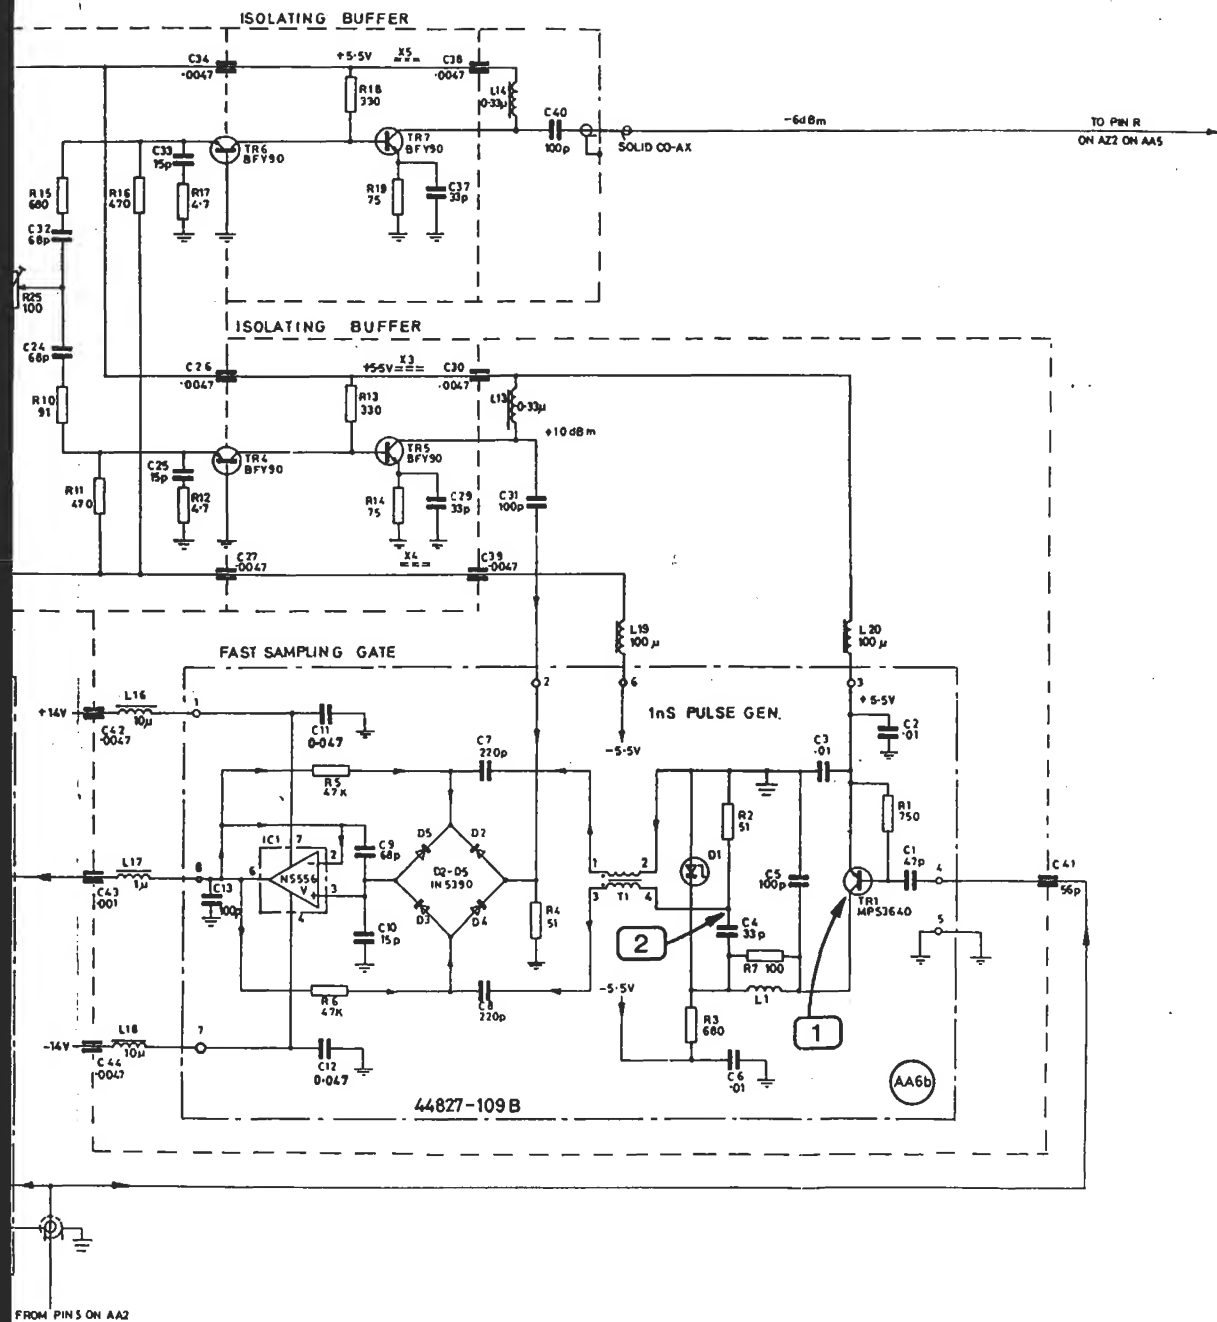 ISOLATING BUFFER
C34
·0047
+5·5V
X5
C38
·0047
R18
330
L14
0·33μ
C40
100p
-6dBm
TO PIN R
ON AZ2 ON AA5
SOLID CO-AX
TR7
BFY90
C33
15p
TR6
BFY90
R15
680
R16
470
R17
4·7
R19
75
C37
33p
C32
68p
R25
100
ISOLATING BUFFER
C24
68p
C26
·0047
+5·5V
X3
C30
·0047
R10
91
R13
330
L13
0·33μ
+10dBm
TR5
BFY90
C25
15p
TR4
BFY90
R11
470
R12
4·7
R14
75
C29
33p
C31
100p
C27
·0047
X4
C39
·0047
L19
100μ
L20
100μ
FAST SAMPLING GATE
2
6
3
+5·5V
L16
10μ
1
+14V
C42
·0047
C11
0·047
1nS PULSE GEN.
C2
·01
C7
220p
-5·5V
C3
·01
R5
47K
R2
51
R1
750
IC1
7
2
6
N5556
V
3
4
C9
68p
D5
D2
D2-D5
IN5390
D3
D4
D1
C1
47p
4
C41
56p
L17
1μ
8
C43
·001
C13
100p
1
2
3
4
T1
C5
100p
TR1
MPS3640
C10
15p
R4
51
C4
33p
5
2
R7 100
L1
R6
47K
C8
220p
-5·5V
R3
680
1
L18
10μ
7
-14V
C44
·0047
C12
0·047
C6
·01
AA6b
44827-109B
FROM PIN 5 ON AA2